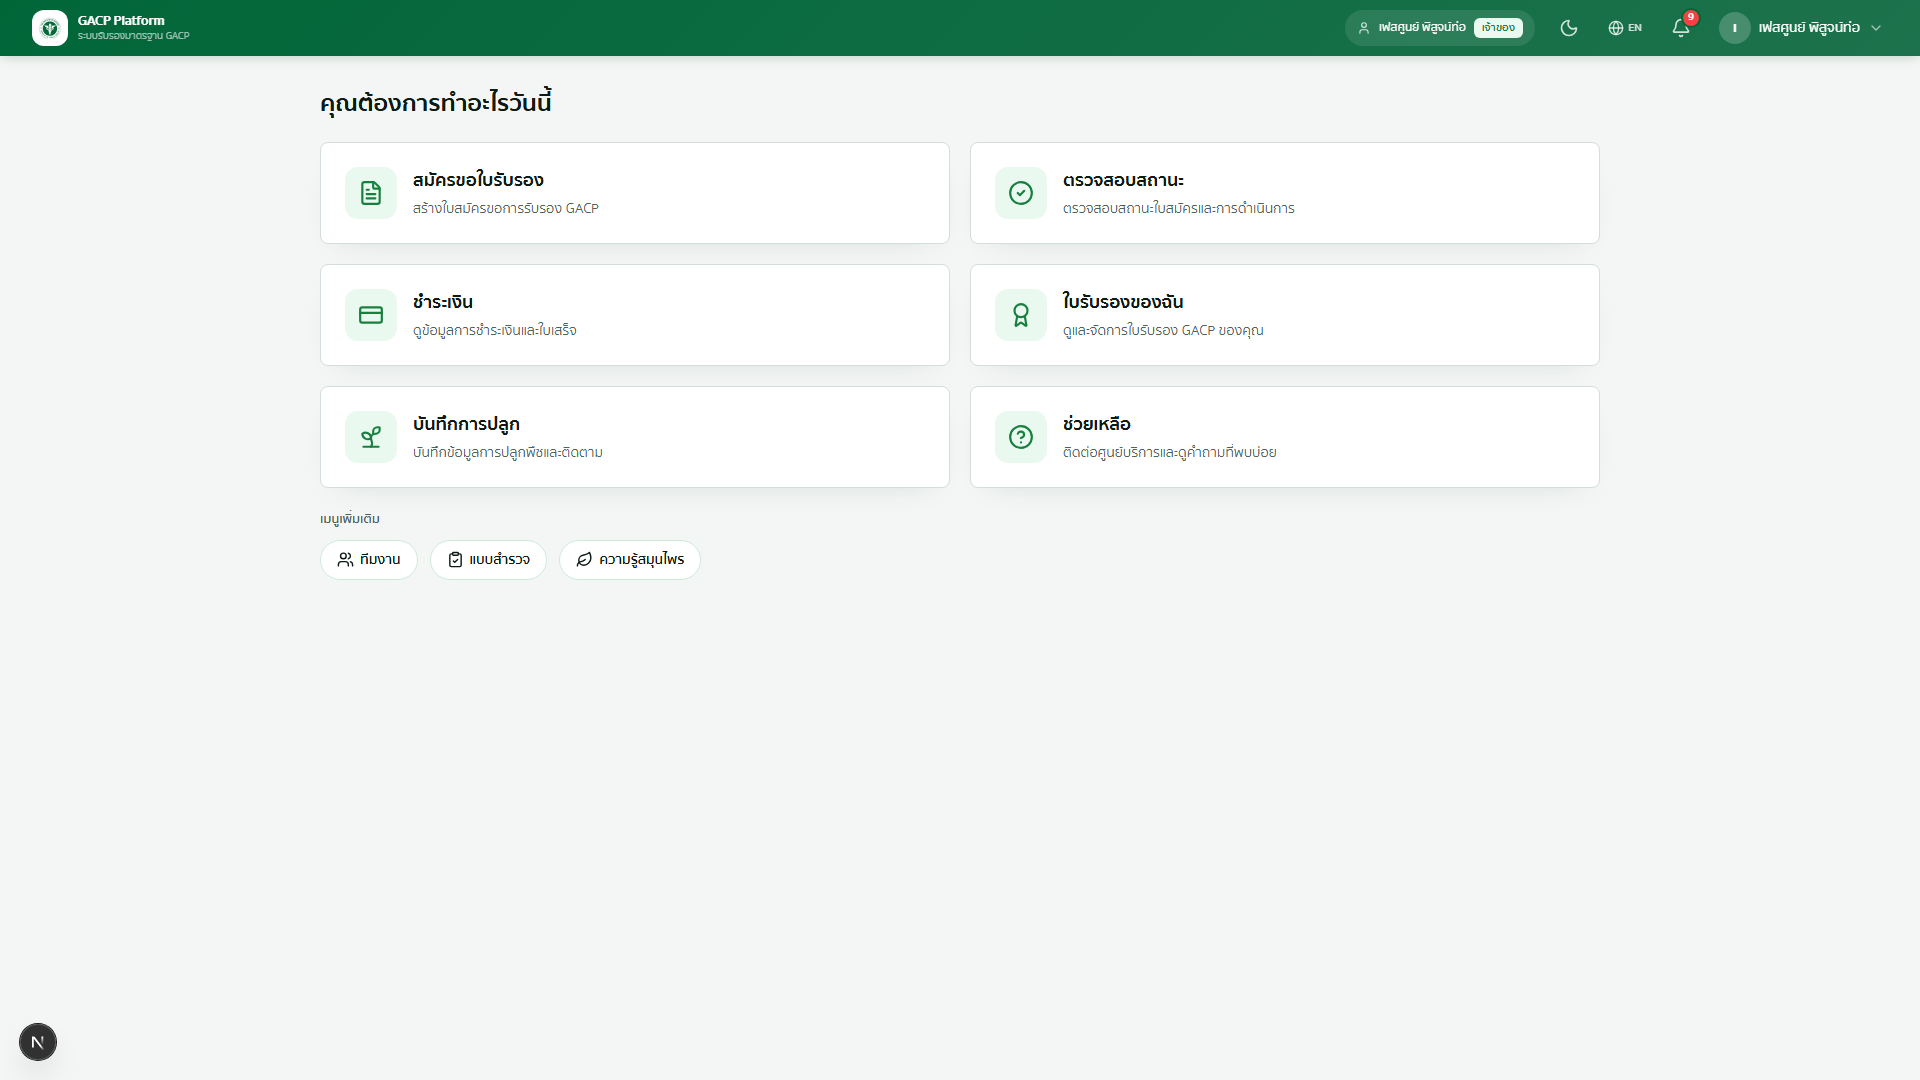 GACP Platform
ระบบรับรองมาตรฐาน GACP
เฟสศูนย์ พิสูจน์ท่อ เจ้าของ
EN
9
เ เฟสศูนย์ พิสูจน์ท่อ
คุณต้องการทำอะไรวันนี้
สมัครขอใบรับรอง
สร้างใบสมัครขอการรับรอง GACP
ตรวจสอบสถานะ
ตรวจสอบสถานะใบสมัครและการดำเนินการ
ชำระเงิน
ดูข้อมูลการชำระเงินและใบเสร็จ
ใบรับรองของฉัน
ดูและจัดการใบรับรอง GACP ของคุณ
บันทึกการปลูก
บันทึกข้อมูลการปลูกพืชและติดตาม
ช่วยเหลือ
ติดต่อศูนย์บริการและดูคำถามที่พบบ่อย
เมนูเพิ่มเติม
ทีมงาน
แบบสำรวจ
ความรู้สมุนไพร
N